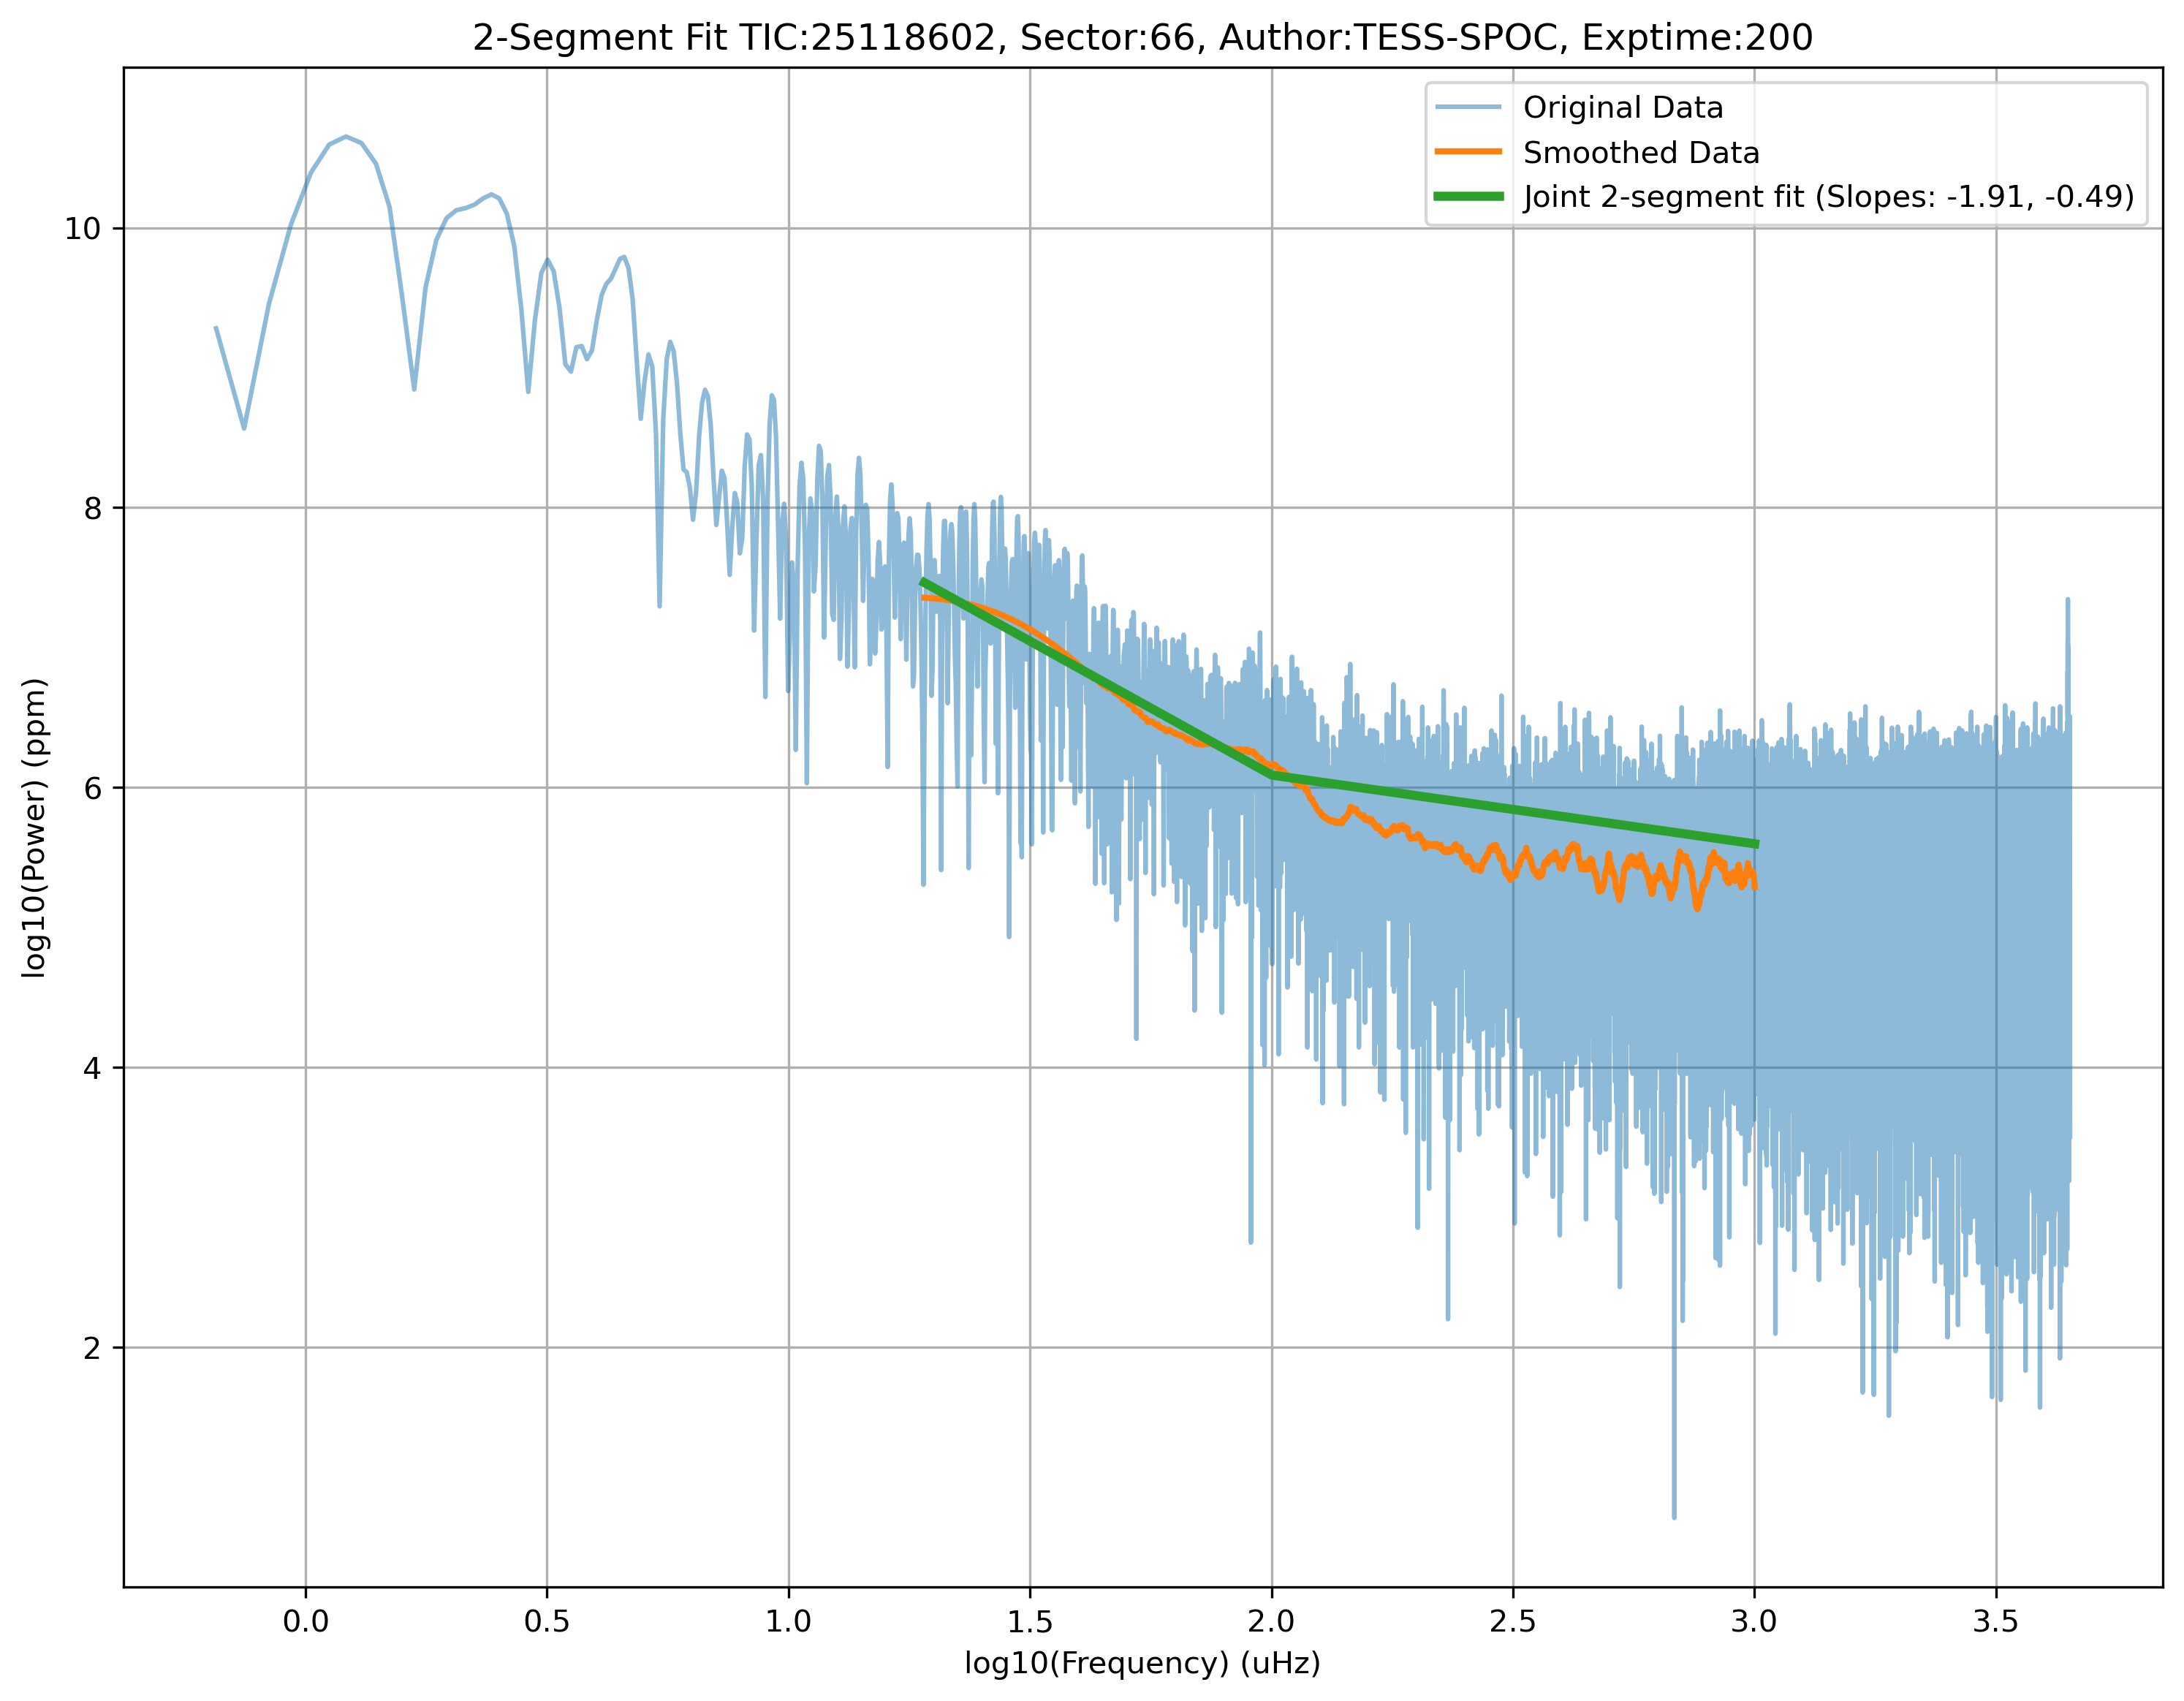 2-Segment Fit TIC:25118602, Sector:66, Author:TESS-SPOC, Exptime:200
Original Data
Smoothed Data
Joint 2-segment fit (Slopes: -1.91, -0.49)
log10(Power) (ppm)
10
8
6
4
2
0.0 0.5 1.0 1.5 2.0 2.5 3.0 3.5
log10(Frequency) (uHz)